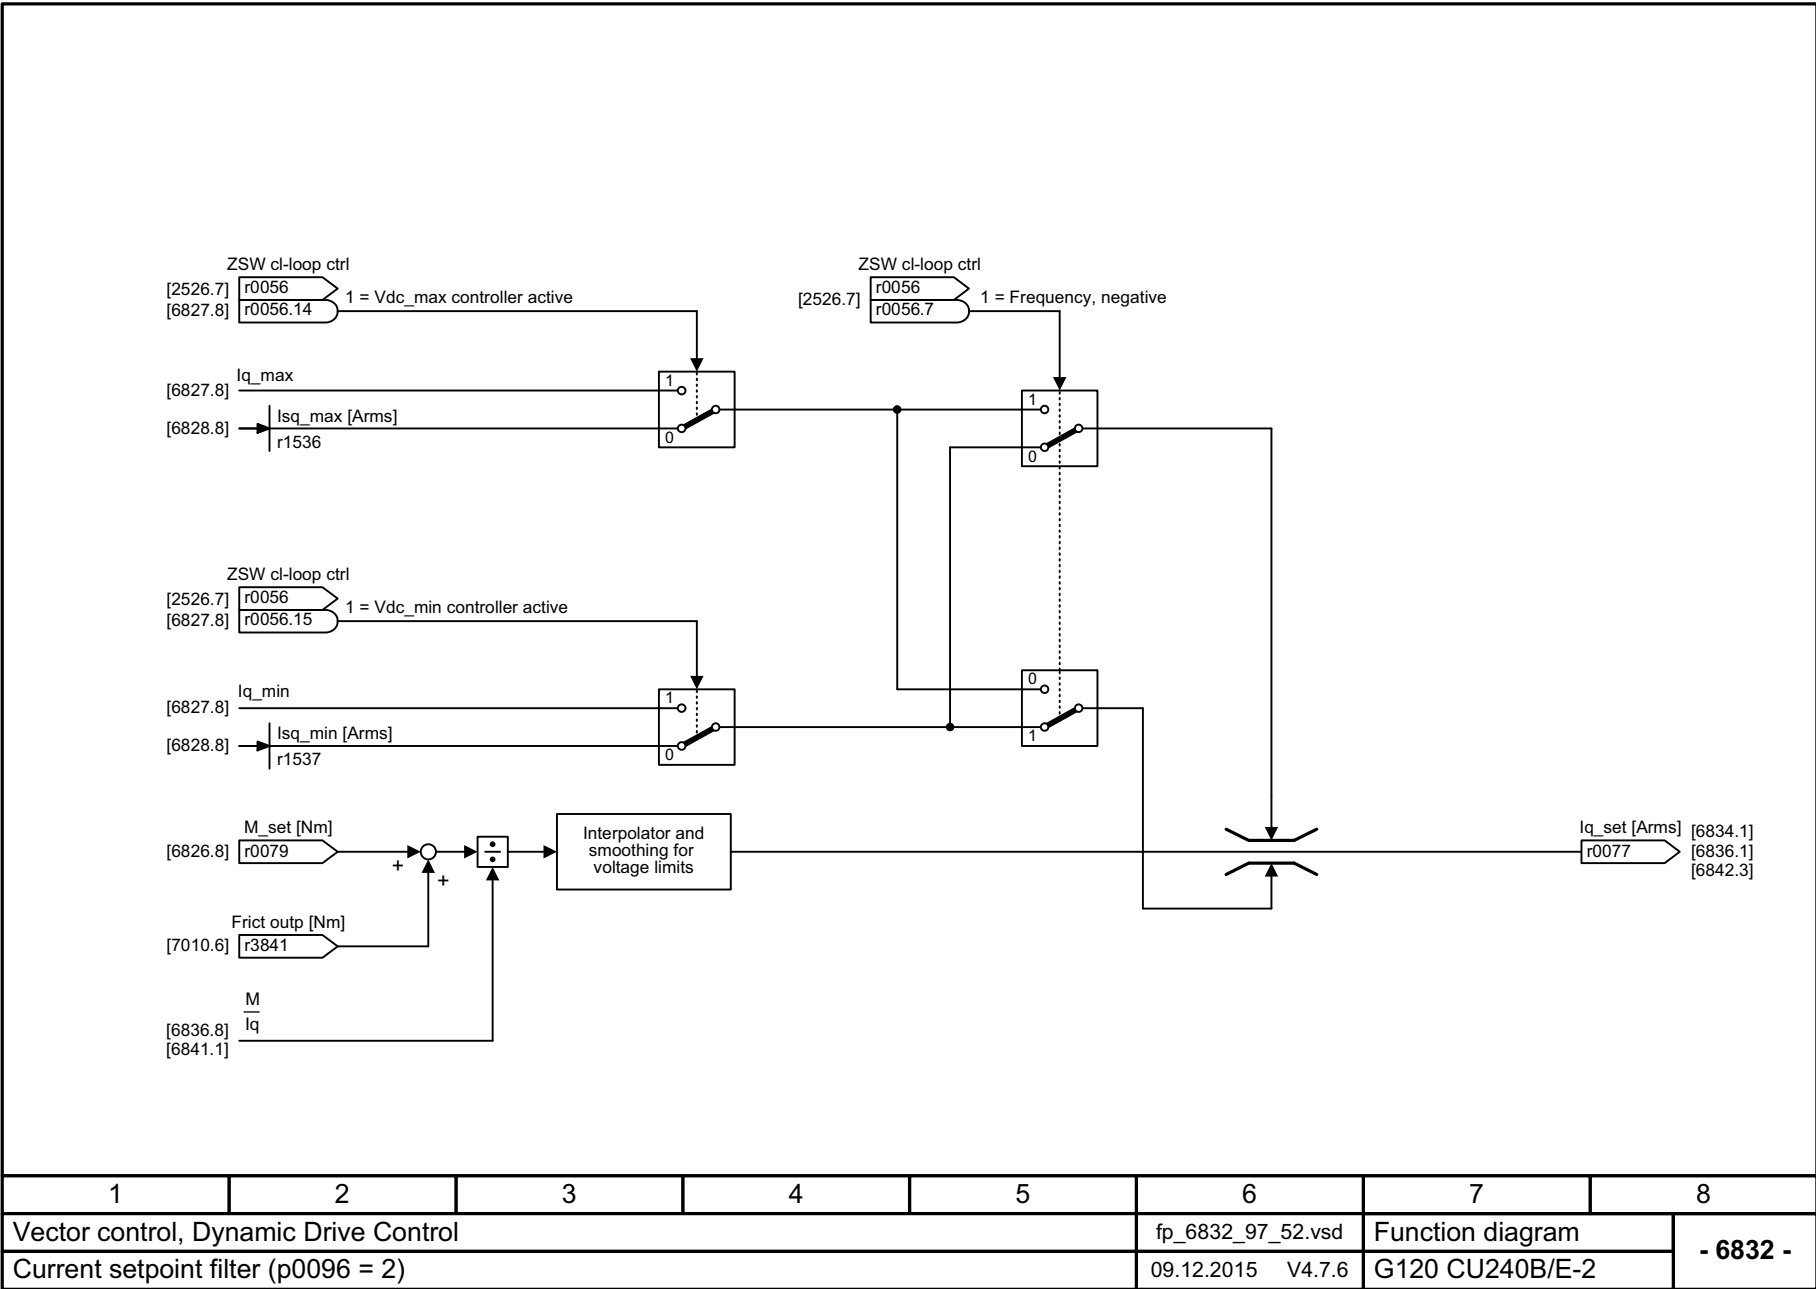 ZSW cl-loop ctrl
[2526.7] r0056
[6827.8] r0056.14
1 = Vdc_max controller active
ZSW cl-loop ctrl
[2526.7]
r0056
r0056.7
1 = Frequency, negative
[6827.8] Iq_max
[6828.8] Isq_max [Arms]
r1536
1
0
1
0
ZSW cl-loop ctrl
[2526.7] r0056
[6827.8] r0056.15
1 = Vdc_min controller active
[6827.8] Iq_min
[6828.8] Isq_min [Arms]
r1537
1
0
0
1
M_set [Nm]
[6826.8] r0079
+
+
÷
Interpolator and
smoothing for
voltage limits
Iq_set [Arms]
r0077
[6834.1]
[6836.1]
[6842.3]
Frict outp [Nm]
[7010.6] r3841
M
Iq
[6836.8]
[6841.1]
1 2 3 4 5 6 7 8
Vector control, Dynamic Drive Control
fp_6832_97_52.vsd
Function diagram
- 6832 -
Current setpoint filter (p0096 = 2)
09.12.2015 V4.7.6
G120 CU240B/E-2